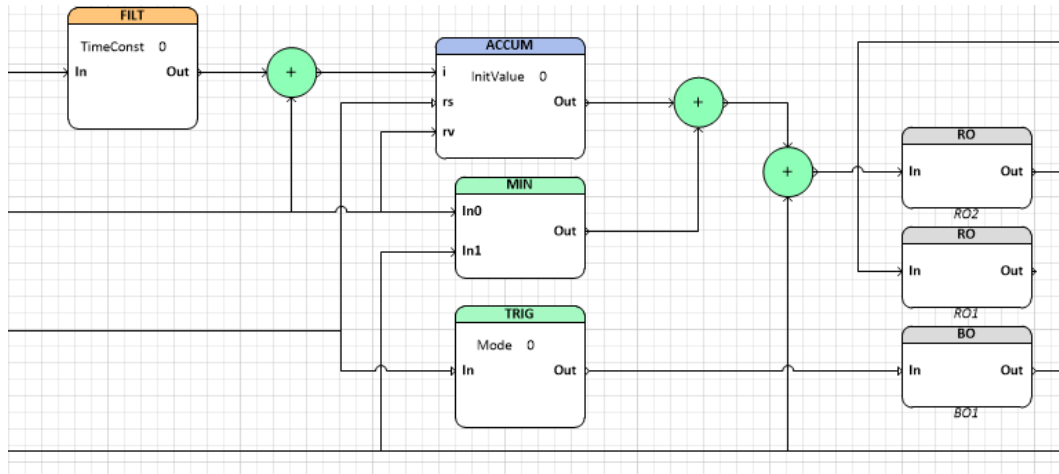 FILT
TimeConst 0
In Out
+
ACCUM
i
InitValue 0
rs Out
rv
+
+
MIN
In0
Out
In1
TRIG
Mode 0
In Out
RO
In Out
RO2
RO
In Out
RO1
BO
In Out
BO1